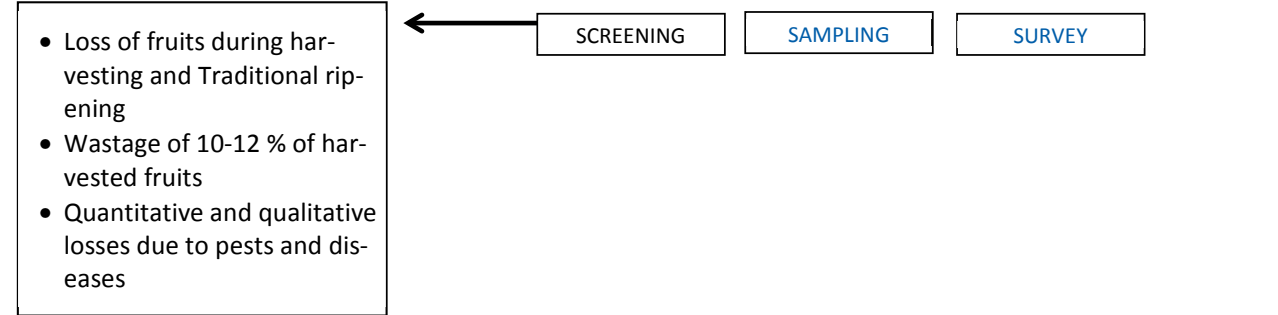 • Loss of fruits during har-
vesting and Traditional rip-
ening
• Wastage of 10-12 % of har-
vested fruits
• Quantitative and qualitative
losses due to pests and dis-
eases
SCREENING
SAMPLING
SURVEY